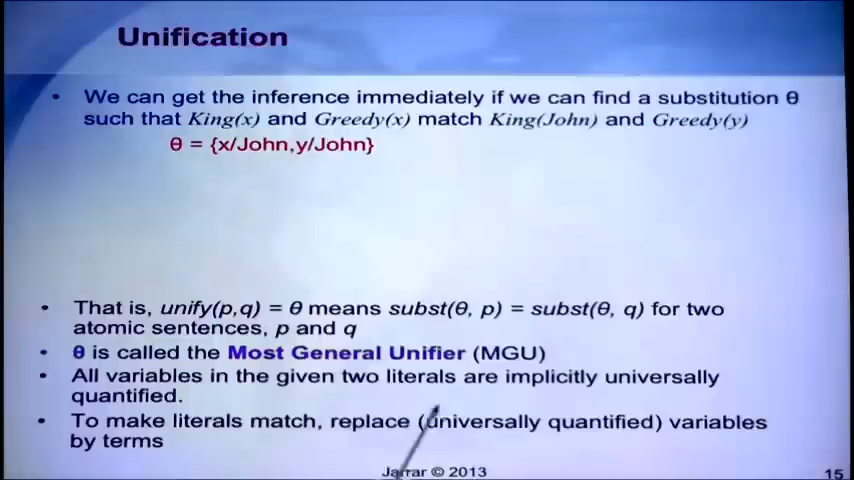 Unification
• We can get the inference immediately if we can find a substitution θ
such that King(x) and Greedy(x) match King(John) and Greedy(y)
θ = {x/John,y/John}
• That is, unify(p,q) = θ means subst(θ, p) = subst(θ, q) for two
atomic sentences, p and q
• θ is called the Most General Unifier (MGU)
• All variables in the given two literals are implicitly universally
quantified.
• To make literals match, replace (universally quantified) variables
by terms
Jarrar © 2013
15